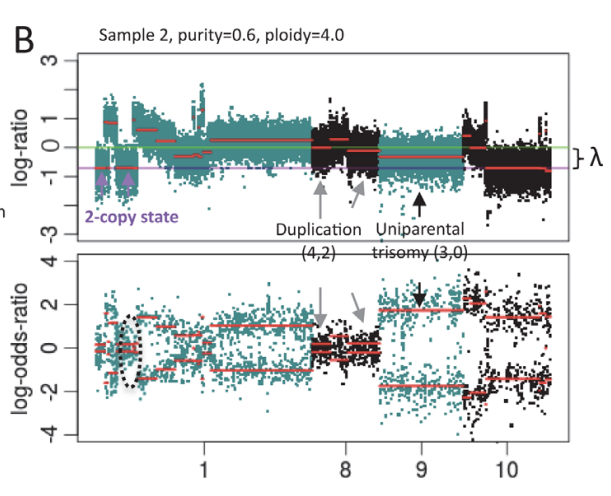 B
Sample 2, purity=0.6, ploidy=4.0
log-ratio
3
1
0
-1
-3
λ
2-copy state
Duplication
(4,2)
Uniparental
trisomy (3,0)
n
log-odds-ratio
4
2
0
-2
-4
1
8
9
10